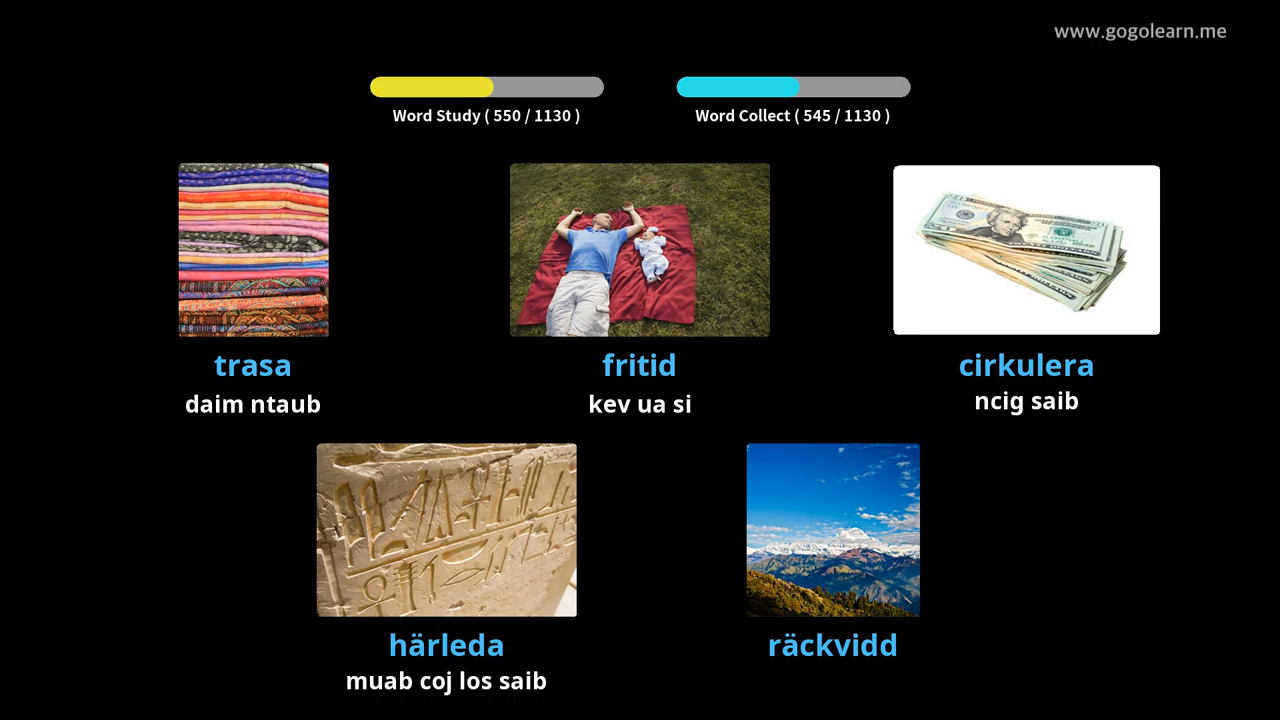 www.gogolearn.me
Word Study ( 550 / 1130 )
Word Collect ( 545 / 1130 )
trasa
daim ntaub
fritid
kev ua si
cirkulera
ncig saib
härleda
muab coj los saib
räckvidd